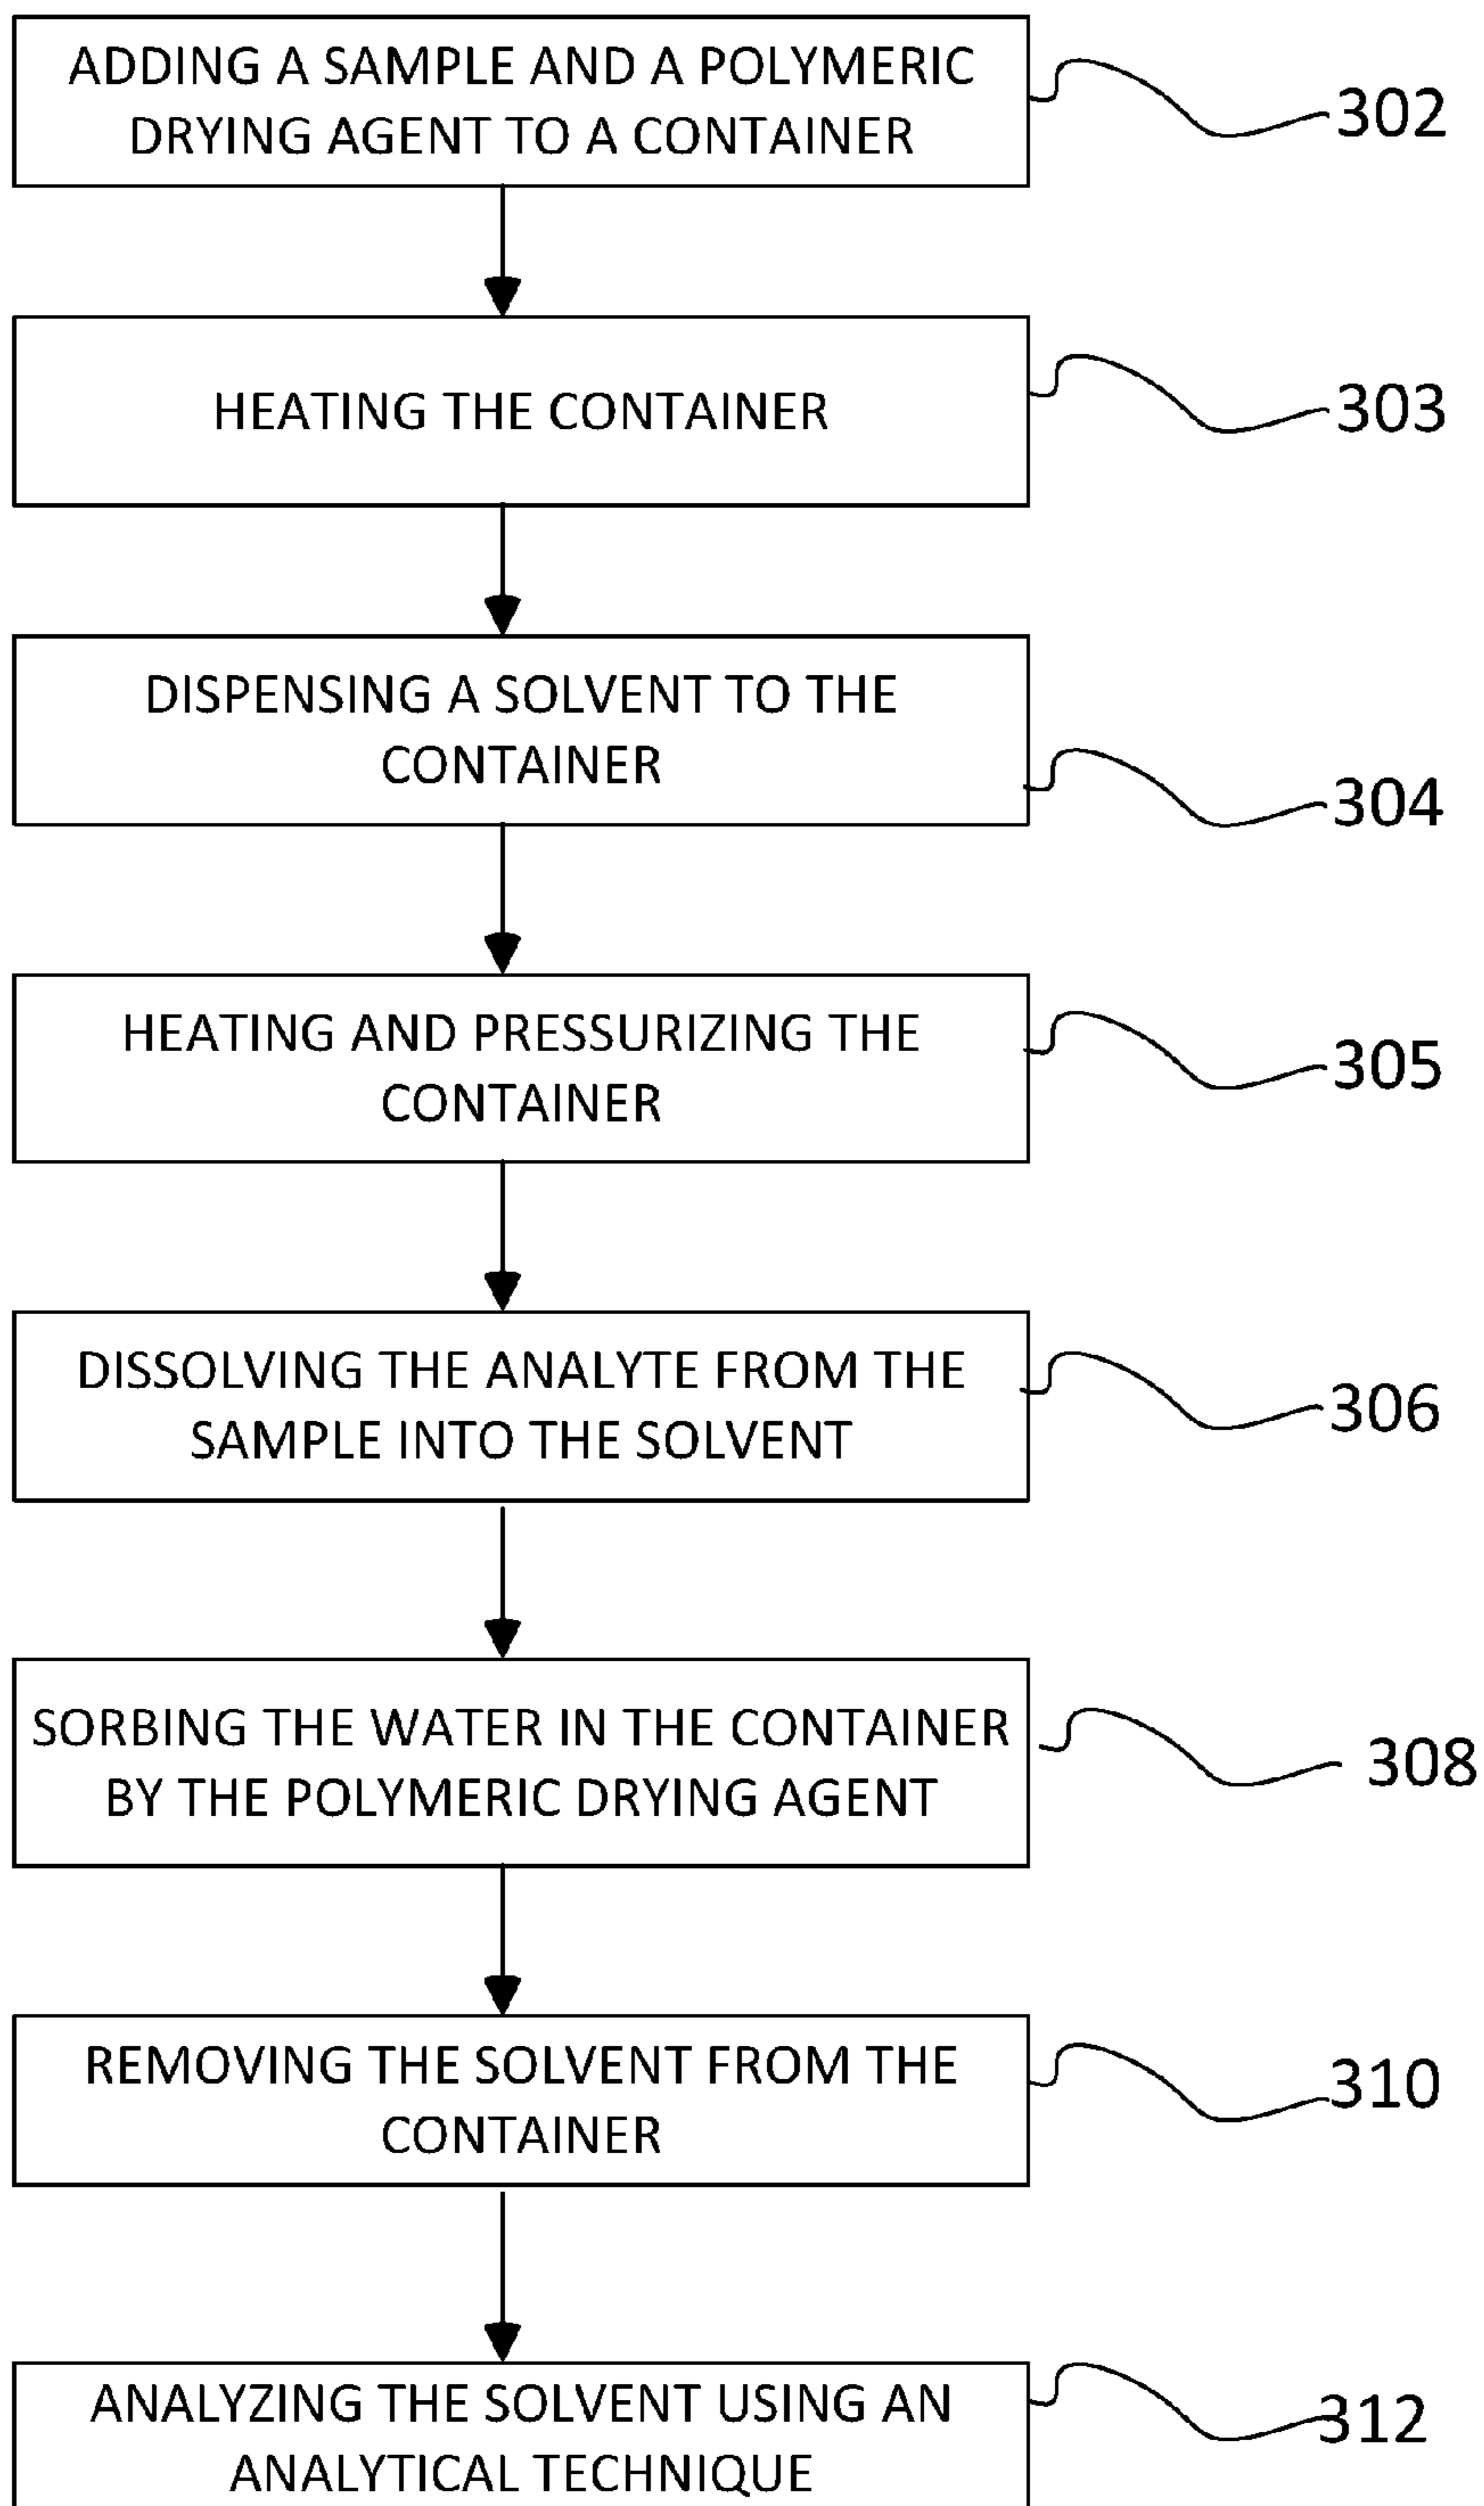 ADDING A SAMPLE AND A POLYMERIC
DRYING AGENT TO A CONTAINER
302
HEATING THE CONTAINER
303
DISPENSING A SOLVENT TO THE
CONTAINER
304
HEATING AND PRESSURIZING THE
CONTAINER
305
DISSOLVING THE ANALYTE FROM THE
SAMPLE INTO THE SOLVENT
306
SORBING THE WATER IN THE CONTAINER
BY THE POLYMERIC DRYING AGENT
308
REMOVING THE SOLVENT FROM THE
CONTAINER
310
ANALYZING THE SOLVENT USING AN
ANALYTICAL TECHNIQUE
312